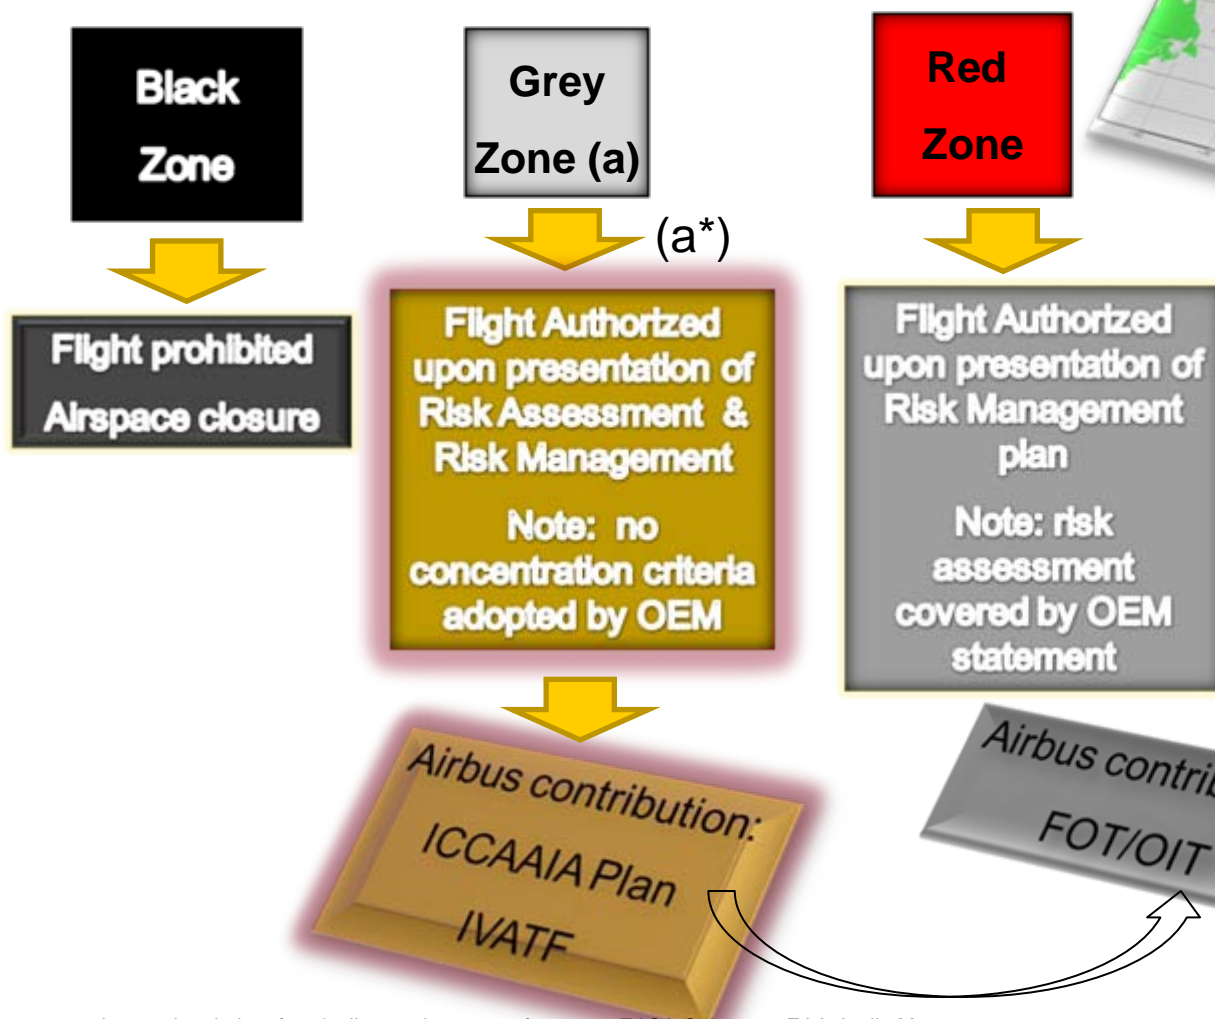 Black
Zone
Flight prohibited
Airspace closure
Grey
Zone (a)
(a*)
Flight Authorized
upon presentation of
Risk Assessment &
Risk Management
Note: no
concentration criteria
adopted by OEM
Airbus contribution:
ICCAAIA Plan
IVATF
Red
Zone
Flight Authorized
upon presentation of
Risk Management
plan
Note: risk
assessment
covered by OEM
statement
Airbus
FOT/OIT